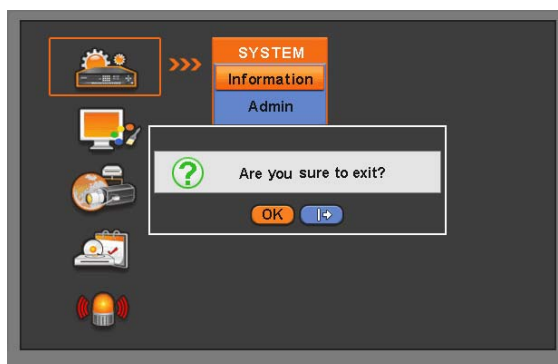 SYSTEM
Information
Admin
Are you sure to exit?
OK